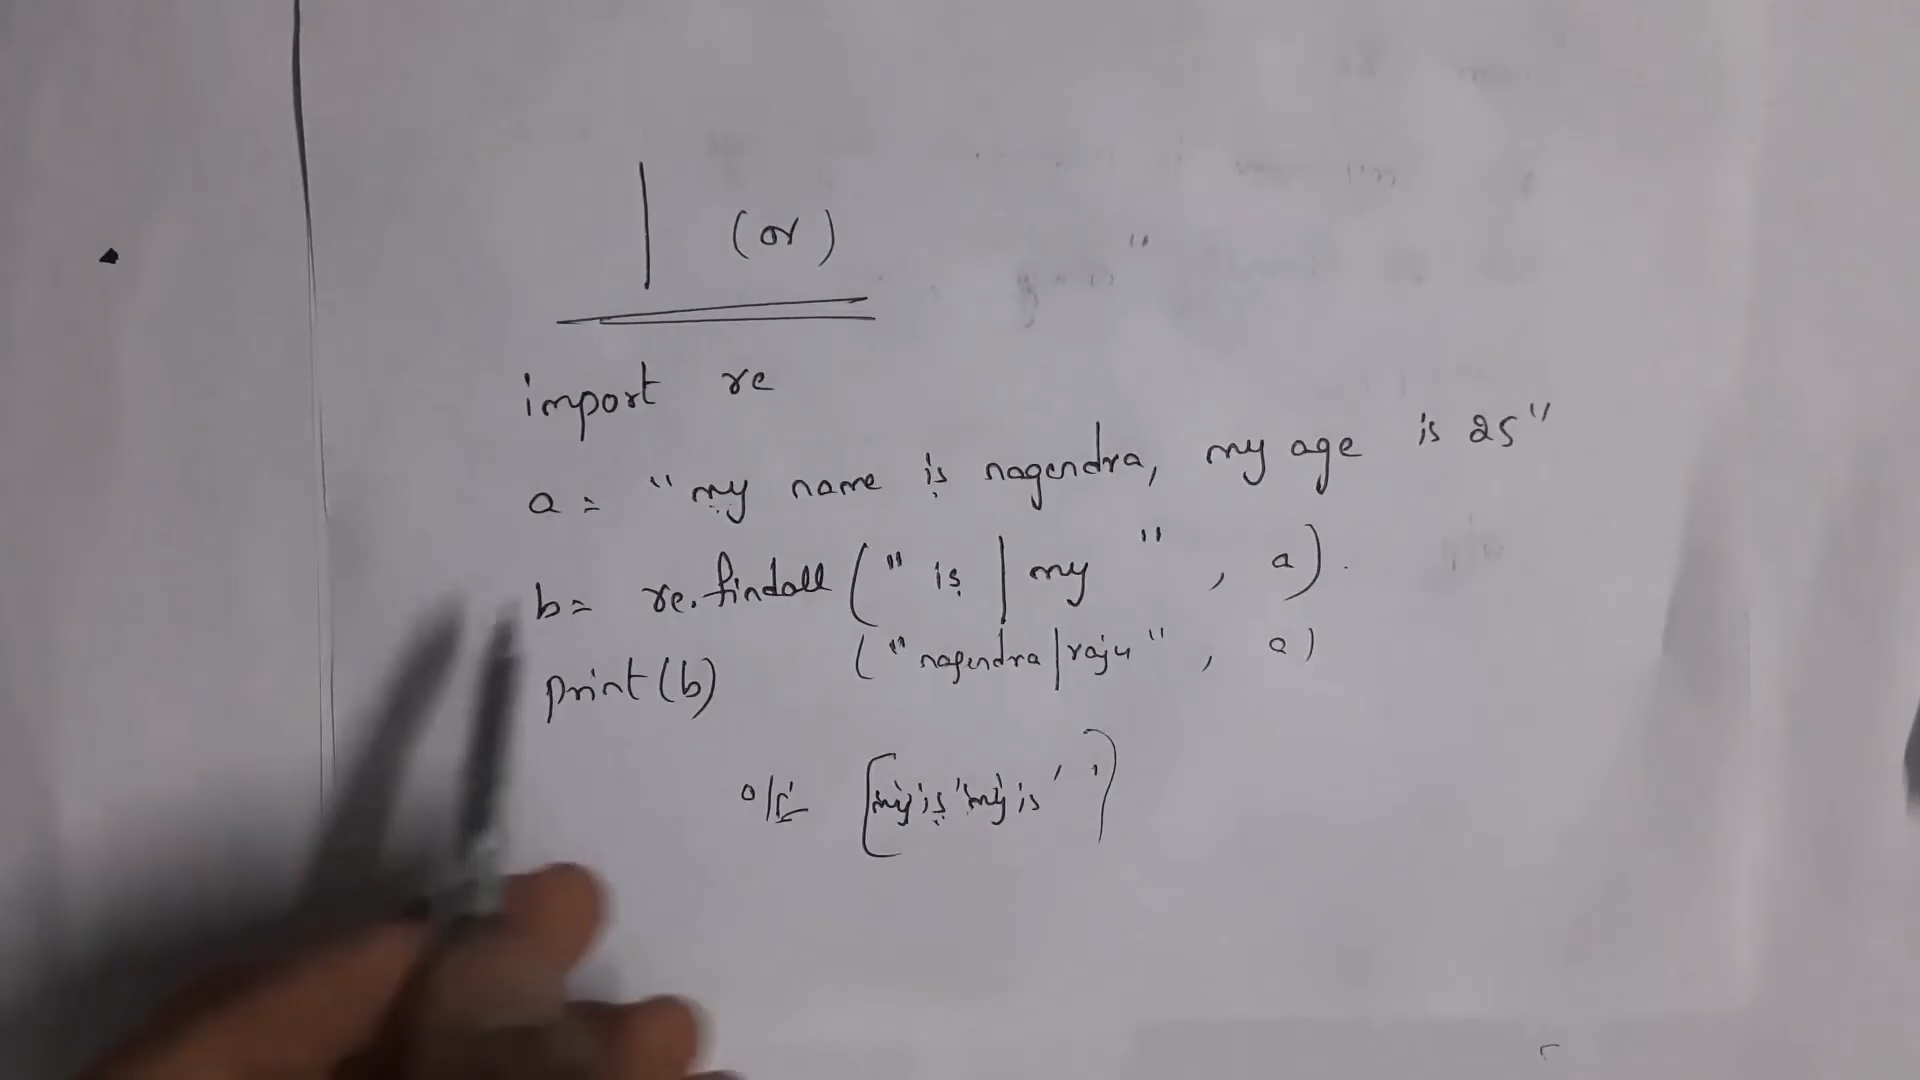 | (or)
import re
a = "my name is nagendra, my age is 25"
b = re.findall ("is | my", a).
print(b) ("nagendra|raju", a)
o/p ['my' 'is' 'my' 'is']